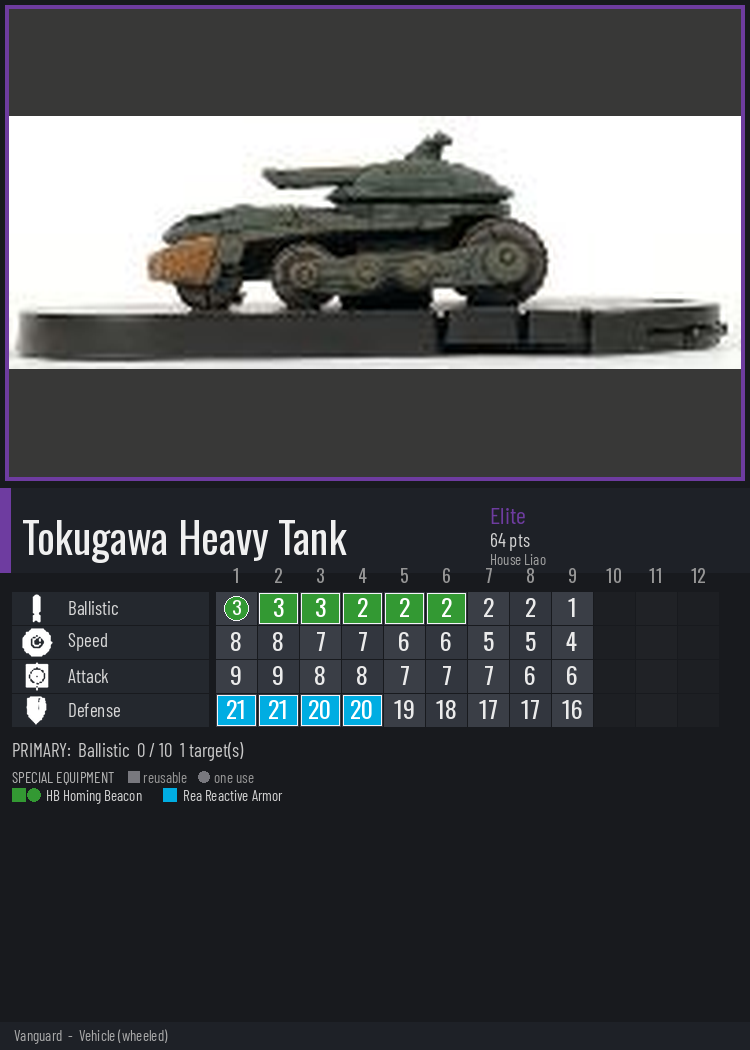 Tokugawa Heavy Tank
Elite
64 pts
House Liao
1 2 3 4 5 6 7 8 9 10 11 12
Ballistic 3 3 3 2 2 2 2 2 1
Speed 8 8 7 7 6 6 5 5 4
Attack 9 9 8 8 7 7 7 6 6
Defense 21 21 20 20 19 18 17 17 16
PRIMARY: Ballistic 0 / 10 1 target(s)
SPECIAL EQUIPMENT reusable one use
HB Homing Beacon Rea Reactive Armor
Vanguard - Vehicle (wheeled)